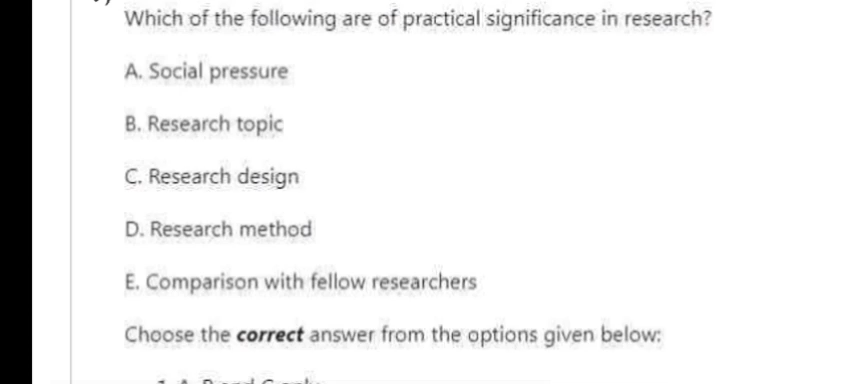 Which of the following are of practical significance in research?
A. Social pressure
B. Research topic
C. Research design
D. Research method
E. Comparison with fellow researchers
Choose the correct answer from the options given below: